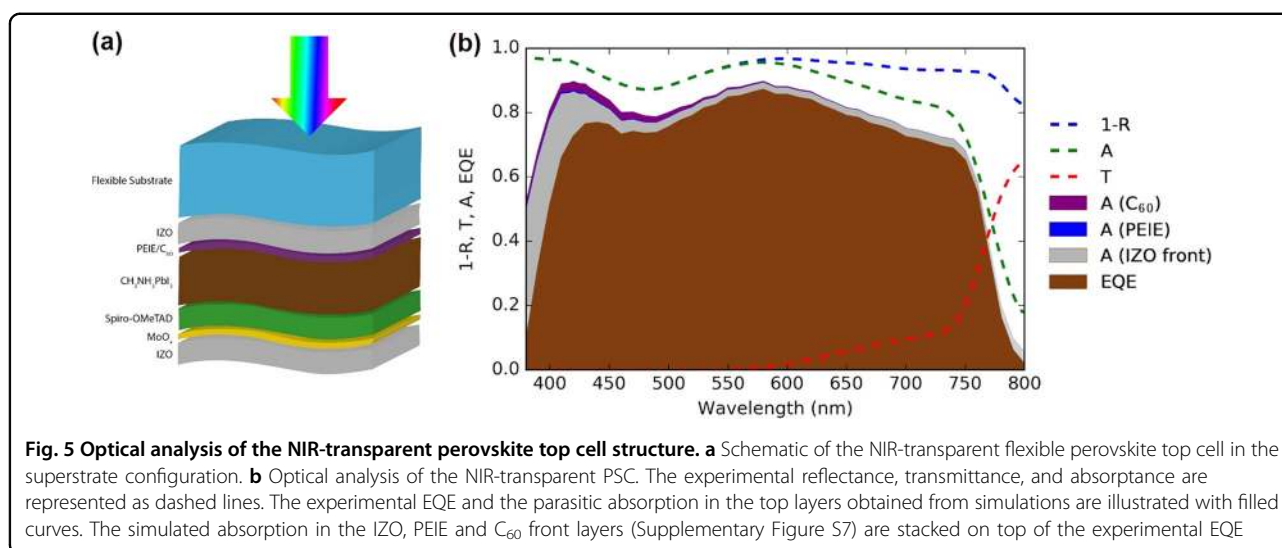 (a)
Flexible Substrate
IZO
PEIE/C₆₀
CH₃NH₃PbI₃
Spiro-OMeTAD
MoOₓ
IZO
(b)
1-R, T, A, EQE
1.0
0.8
0.6
0.4
0.2
0.0
400 450 500 550 600 650 700 750 800
Wavelength (nm)
1-R
A
T
A (C₆₀)
A (PEIE)
A (IZO front)
EQE
Fig. 5 Optical analysis of the NIR-transparent perovskite top cell structure. a Schematic of the NIR-transparent flexible perovskite top cell in the
superstrate configuration. b Optical analysis of the NIR-transparent PSC. The experimental reflectance, transmittance, and absorptance are
represented as dashed lines. The experimental EQE and the parasitic absorption in the top layers obtained from simulations are illustrated with filled
curves. The simulated absorption in the IZO, PEIE and C₆₀ front layers (Supplementary Figure S7) are stacked on top of the experimental EQE